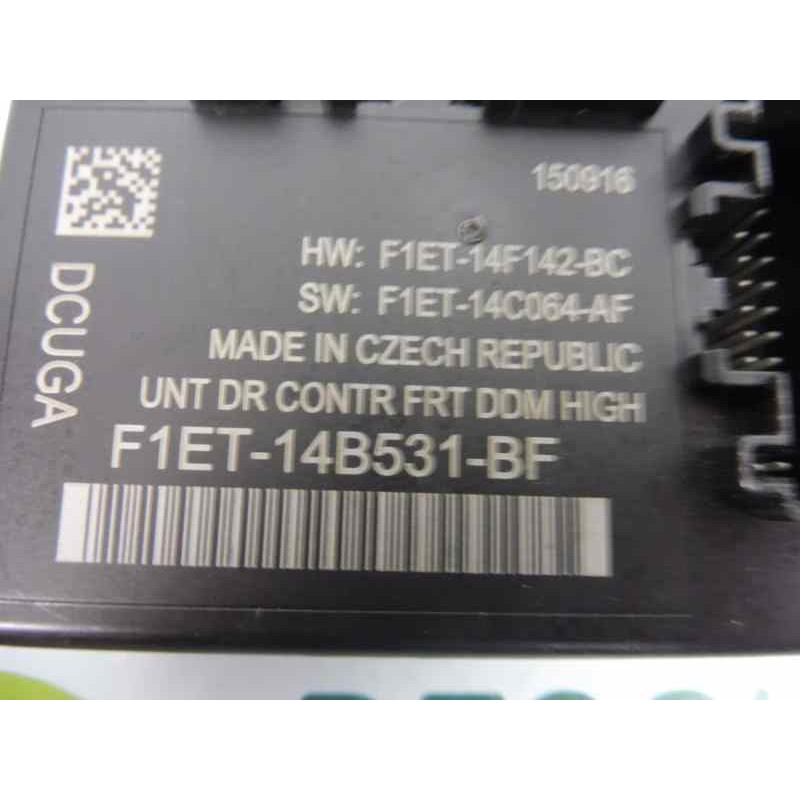 150916
HW: F1ET-14F142-BC
SW: F1ET-14C064-AF
MADE IN CZECH REPUBLIC
UNT DR CONTR FRT DDM HIGH
F1ET-14B531-BF
DCUGA